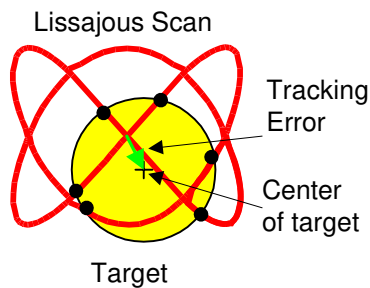 Lissajous Scan
Tracking
Error
Center
of target
Target